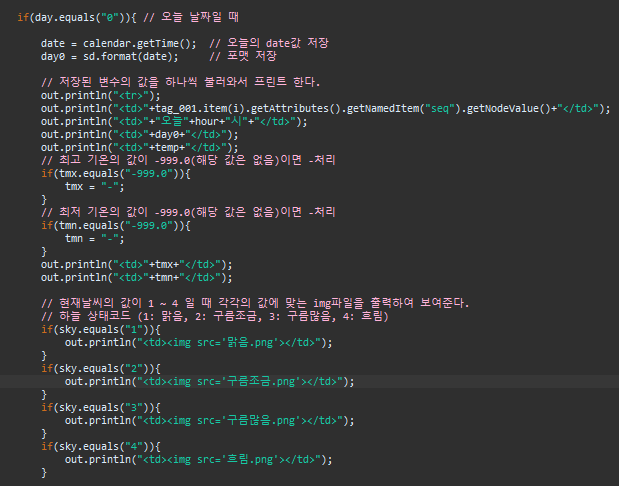 if(day.equals("0")){ // 오늘 날짜일 때
date = calendar.getTime(); // 오늘의 date값 저장
day0 = sd.format(date); // 포맷 저장
// 저장된 변수의 값을 하나씩 불러와서 프린트 한다.
out.println("<tr>");
out.println("<td>"+tag_001.item(i).getAttributes().getNamedItem("seq").getNodeValue()+"</td>");
out.println("<td>"+"오늘"+hour+"시"+"</td>");
out.println("<td>"+day0+"</td>");
out.println("<td>"+temp+"</td>");
// 최고 기온의 값이 -999.0(해당 값은 없음)이면 -처리
if(tmx.equals("-999.0")){
tmx = "-";
}
// 최저 기온의 값이 -999.0(해당 값은 없음)이면 -처리
if(tmn.equals("-999.0")){
tmn = "-";
}
out.println("<td>"+tmx+"</td>");
out.println("<td>"+tmn+"</td>");
// 현재날씨의 값이 1 ~ 4 일 때 각각의 값에 맞는 img파일을 출력하여 보여준다.
// 하늘 상태코드 (1: 맑음, 2: 구름조금, 3: 구름많음, 4: 흐림)
if(sky.equals("1")){
out.println("<td><img src='맑음.png'></td>");
}
if(sky.equals("2")){
out.println("<td><img src='구름조금.png'></td>");
}
if(sky.equals("3")){
out.println("<td><img src='구름많음.png'></td>");
}
if(sky.equals("4")){
out.println("<td><img src='흐림.png'></td>");
}